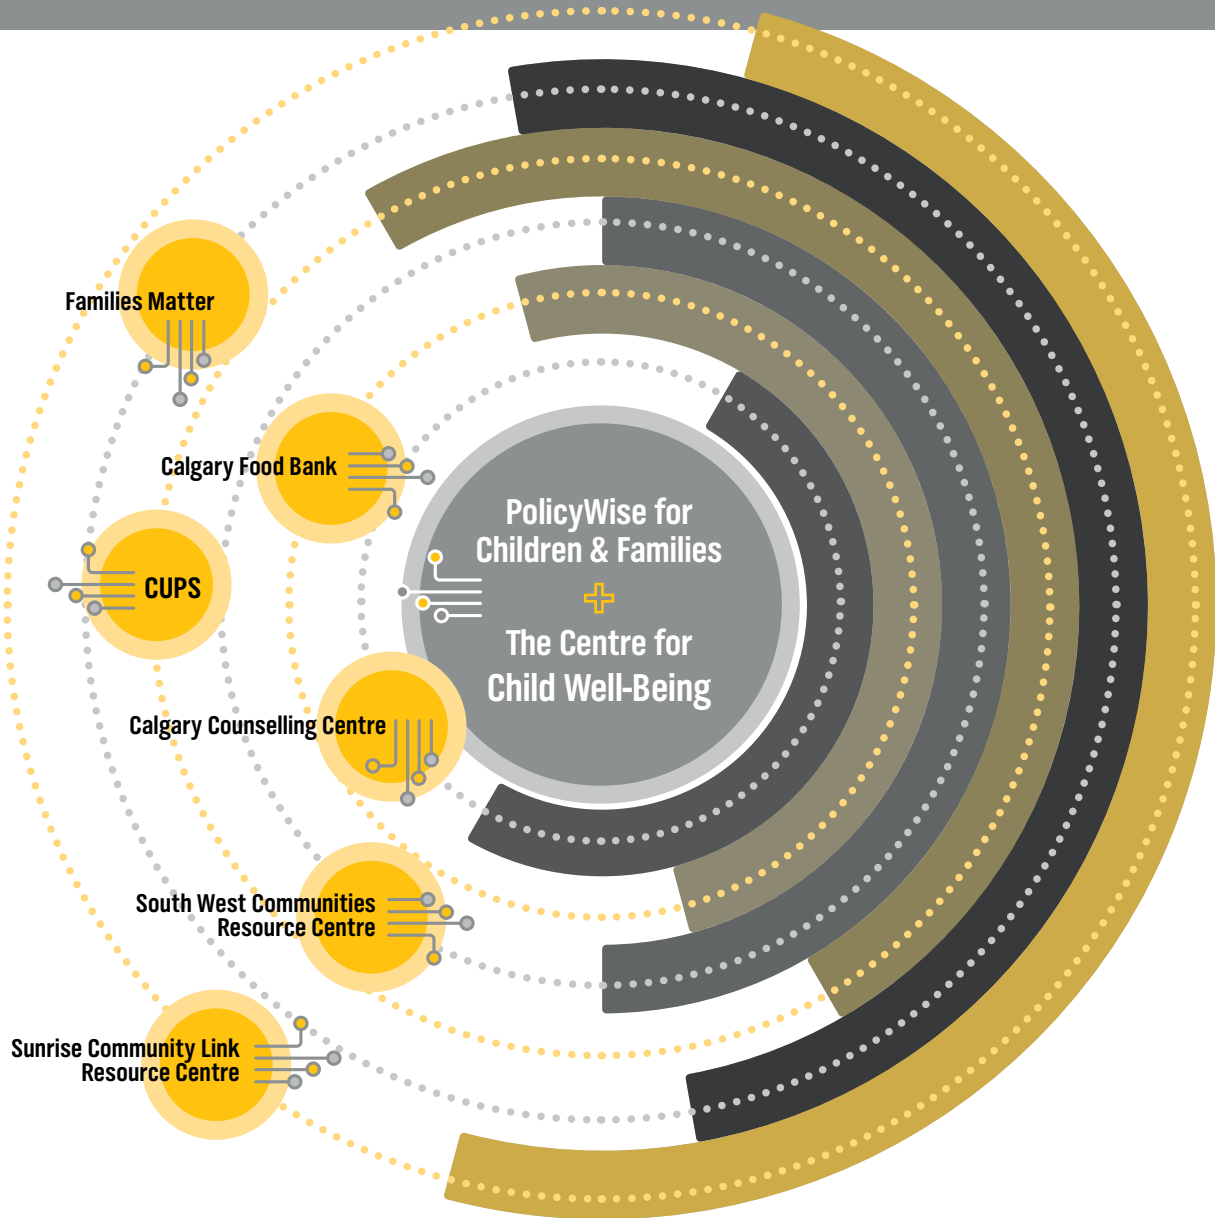 Families Matter
Calgary Food Bank
PolicyWise for
Children & Families
The Centre for
Child Well-Being
CUPS
Calgary Counselling Centre
South West Communities
Resource Centre
Sunrise Community Link
Resource Centre